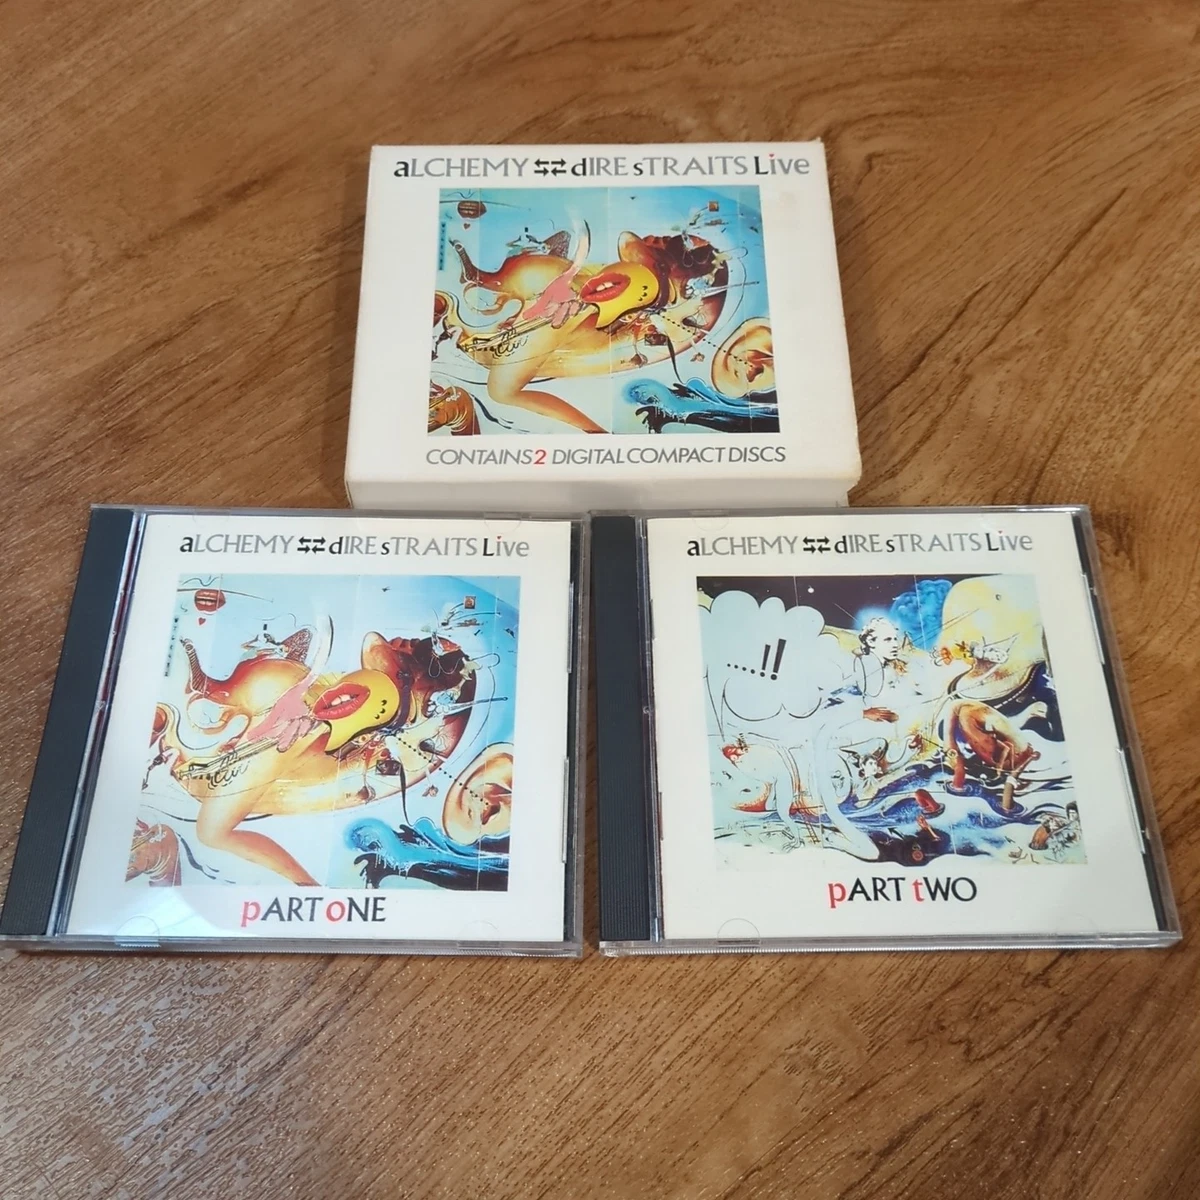 aLCHEMY dIRE sTRAITS Live
CONTAINS 2 DIGITAL COMPACT DISCS
aLCHEMY dIRE sTRAITS Live
pART oNE
aLCHEMY dIRE sTRAITS Live
....!!
pART tWO